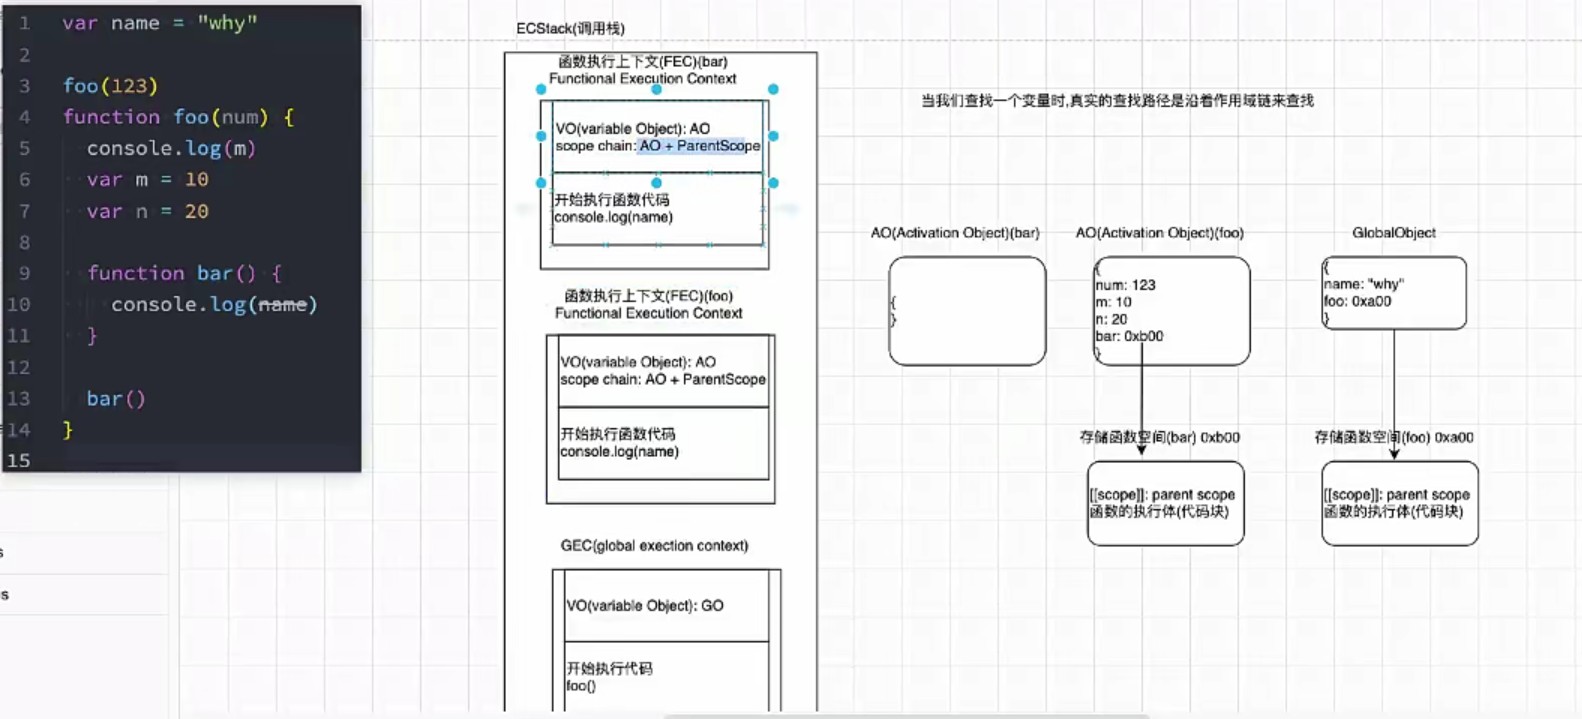 1 var name = "why"
2
3 foo(123)
4 function foo(num) {
5 console.log(m)
6 var m = 10
7 var n = 20
8
9 function bar() {
10 console.log(name)
11 }
12
13 bar()
14 }
15
s
s
ECStack(调用栈)
函数执行上下文(FEC)(bar)
Functional Execution Context
VO(variable Object): AO
scope chain: AO + ParentScope
开始执行函数代码
console.log(name)
函数执行上下文(FEC)(foo)
Functional Execution Context
VO(variable Object): AO
scope chain: AO + ParentScope
开始执行函数代码
console.log(name)
GEC(global exection context)
VO(variable Object): GO
开始执行代码
foo()
当我们查找一个变量时,真实的查找路径是沿着作用域链来查找
AO(Activation Object)(bar)
{
}
AO(Activation Object)(foo)
{
num: 123
m: 10
n: 20
bar: 0xb00
}
GlobalObject
{
name: "why"
foo: 0xa00
}
存储函数空间(bar) 0xb00
[[scope]]: parent scope
函数的执行体(代码块)
存储函数空间(foo) 0xa00
[[scope]]: parent scope
函数的执行体(代码块)